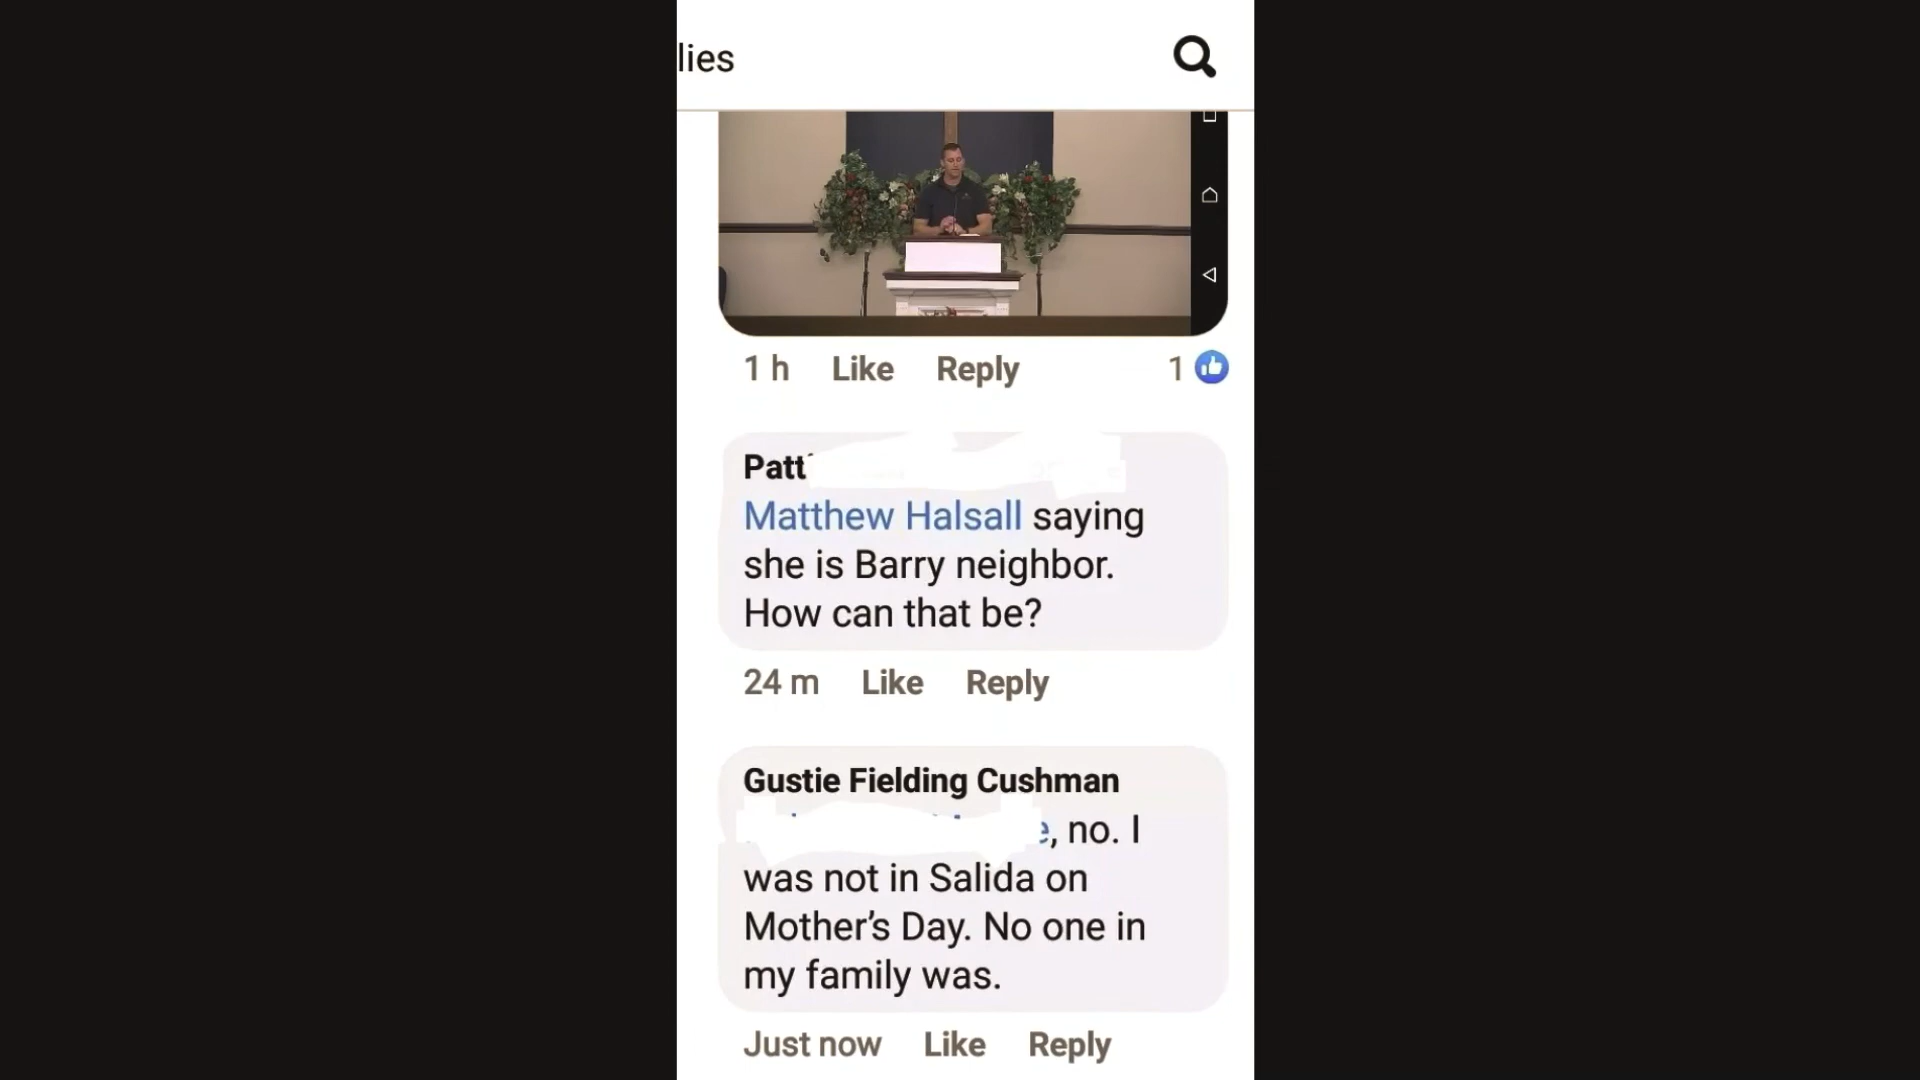 lies
1 h Like Reply 1
Patt
Matthew Halsall saying
she is Barry neighbor.
How can that be?
24 m Like Reply
Gustie Fielding Cushman
e, no. I
was not in Salida on
Mother’s Day. No one in
my family was.
Just now Like Reply